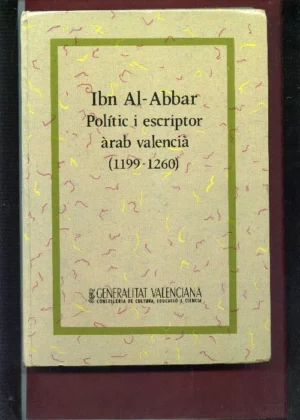 Ibn Al-Abbar
Polític i escriptor
àrab valencià
(1199-1260)
GENERALITAT VALENCIANA
CONSELLERIA DE CULTURA, EDUCACIÓ I CIÈNCIA